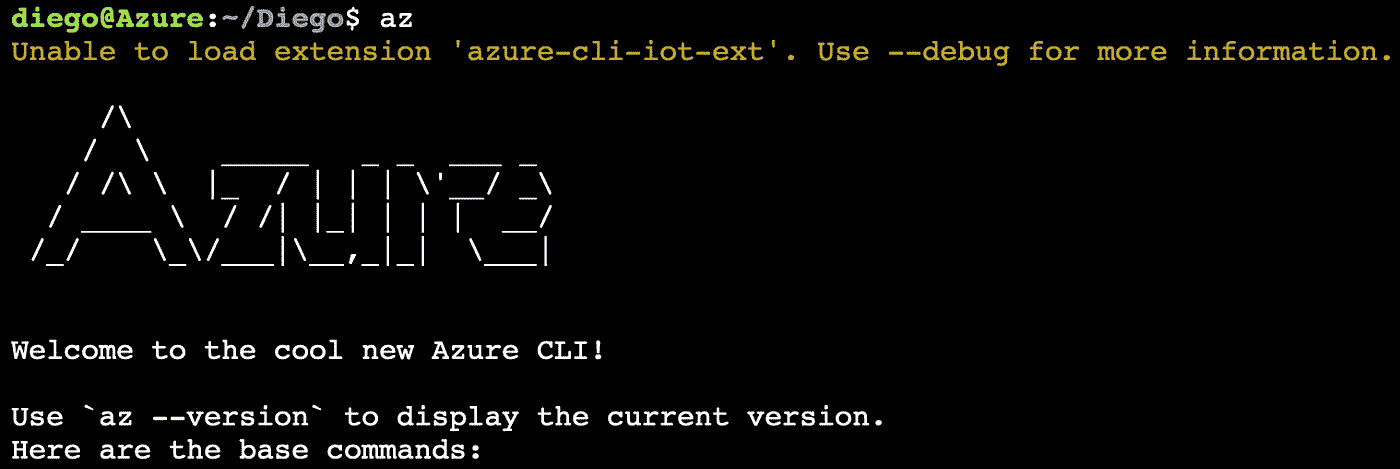 diego@Azure:~/Diego$ az
Unable to load extension 'azure-cli-iot-ext'. Use --debug for more information.
     /\
    /  \    _____   _ _  ___ _
   / /\ \  |_  / | | | \'__/ _\
  / ____ \  / /| |_| | | |  __/
 /_/    \_\/___|\__,_|_|  \___|
Welcome to the cool new Azure CLI!
Use `az --version` to display the current version.
Here are the base commands: